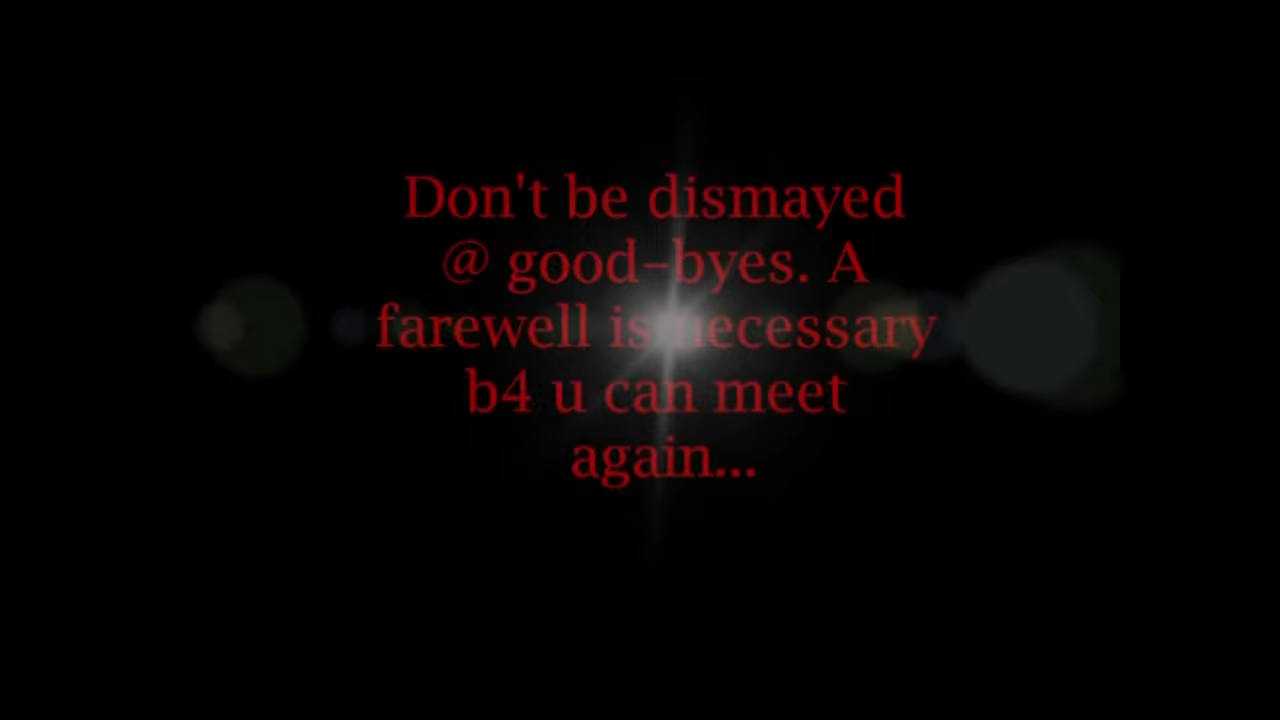 Don't be dismayed
@ good-byes. A
farewell is necessary
b4 u can meet
again...